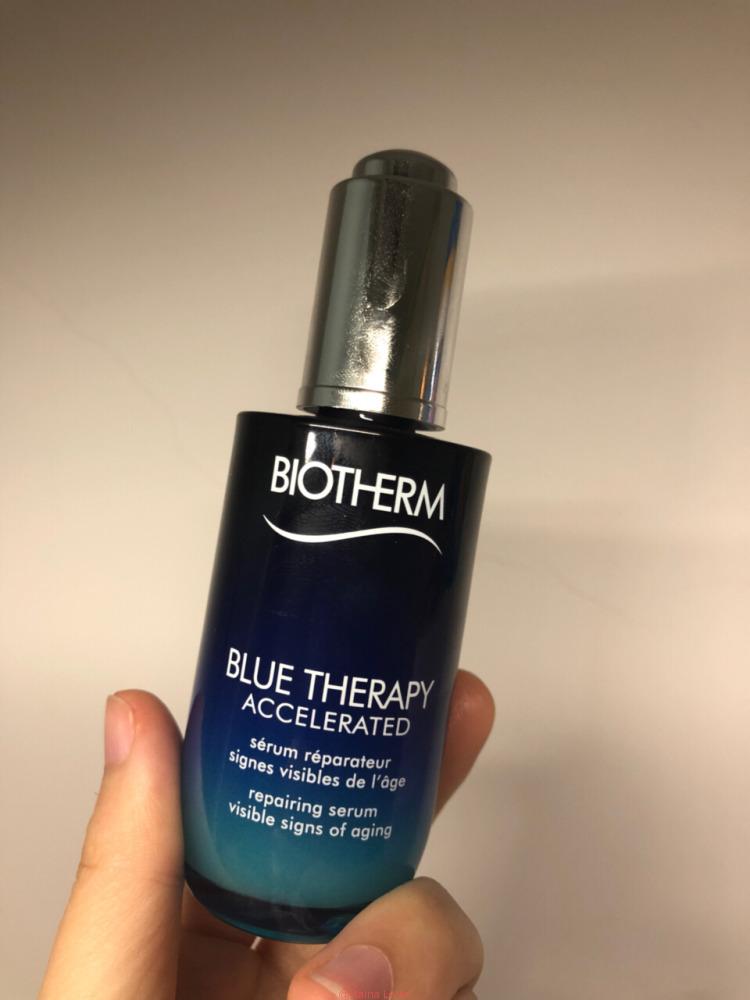 BIOTHERM
BLUE THERAPY
ACCELERATED
sérum réparateur
signes visibles de l'âge
repairing serum
visible signs of aging